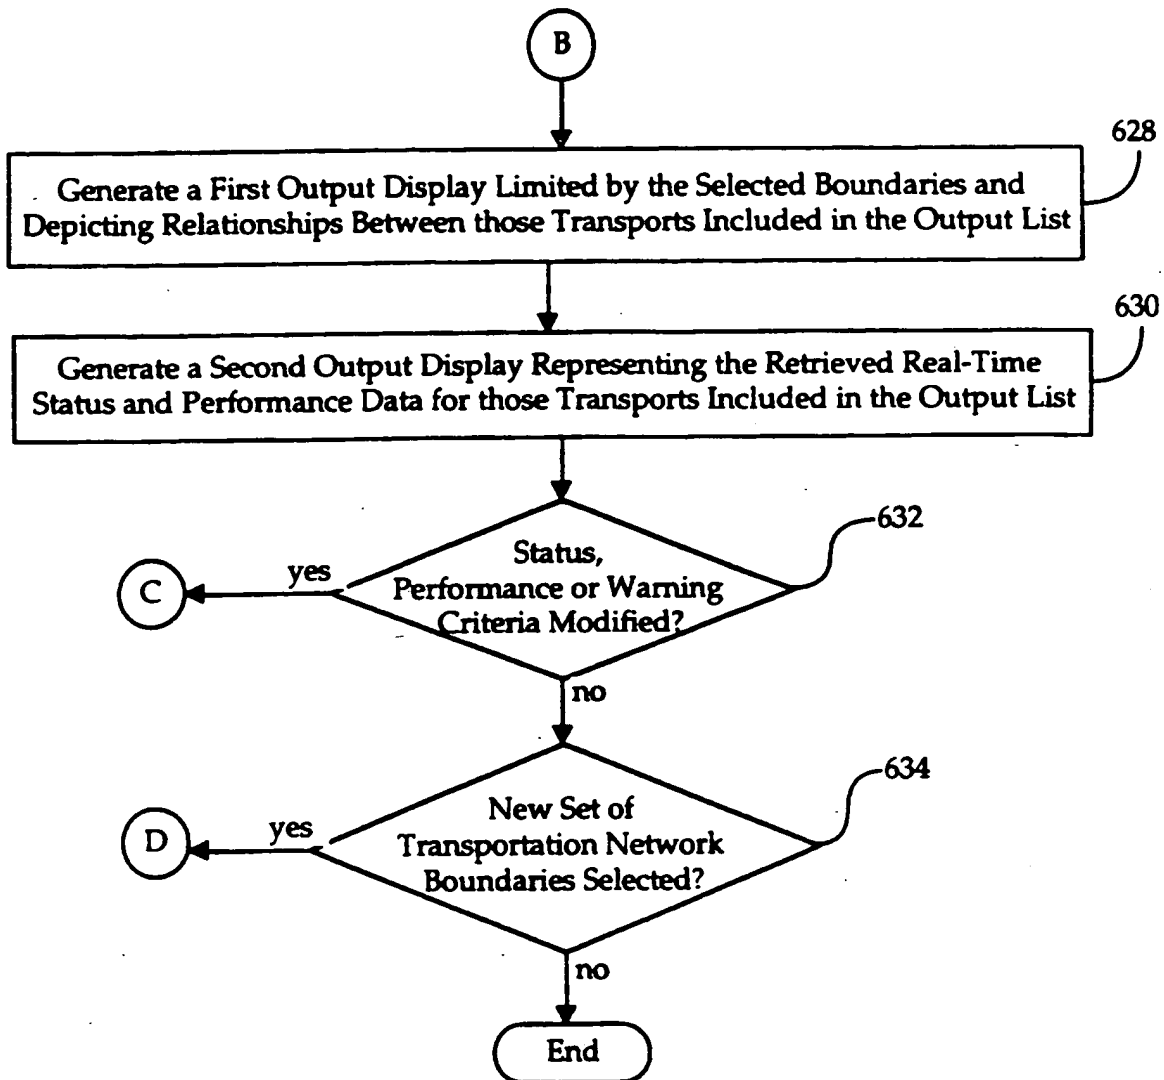 B
628
Generate a First Output Display Limited by the Selected Boundaries and
Depicting Relationships Between those Transports Included in the Output List
630
Generate a Second Output Display Representing the Retrieved Real-Time
Status and Performance Data for those Transports Included in the Output List
632
Status,
Performance or Warning
Criteria Modified?
yes
C
no
634
New Set of
Transportation Network
Boundaries Selected?
yes
D
no
End